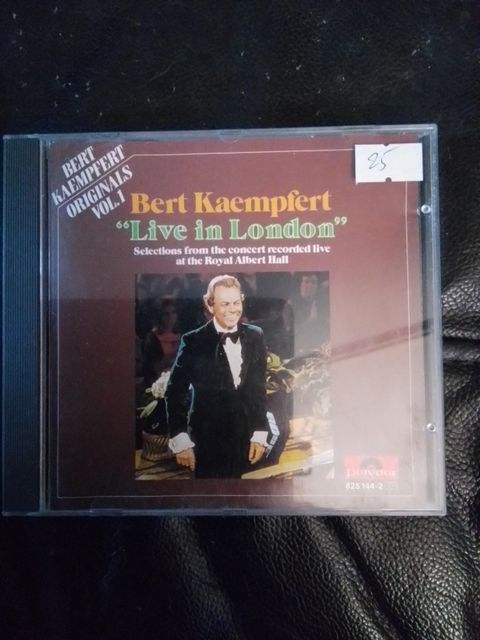 BERT
KAEMPFERT
ORIGINALS
VOL.1
25
Bert Kaempfert
“Live in London”
Selections from the concert recorded live
at the Royal Albert Hall
polydor
825 144-2